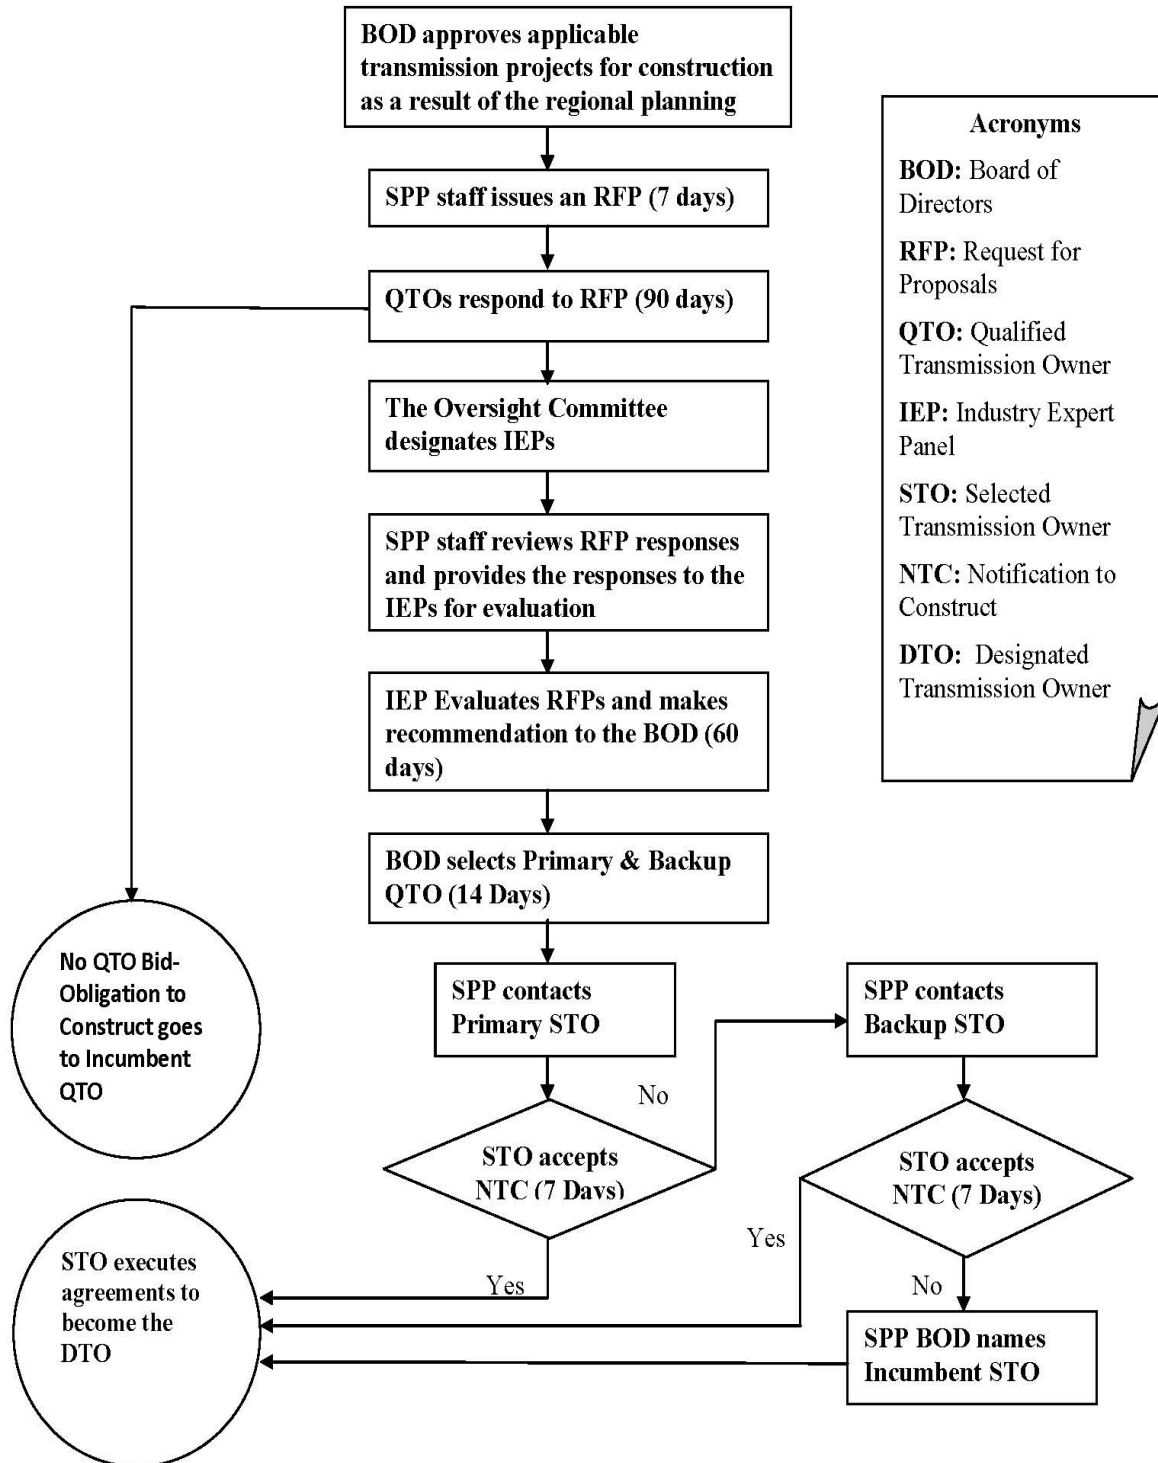 BOD approves applicable
transmission projects for construction
as a result of the regional planning
SPP staff issues an RFP (7 days)
QTOs respond to RFP (90 days)
The Oversight Committee
designates IEPs
SPP staff reviews RFP responses
and provides the responses to the
IEPs for evaluation
IEP Evaluates RFPs and makes
recommendation to the BOD (60
days)
BOD selects Primary & Backup
QTO (14 Days)
No QTO Bid-
Obligation to
Construct goes
to Incumbent
QTO
SPP contacts
Primary STO
No
SPP contacts
Backup STO
STO accepts
NTC (7 Days)
Yes
STO accepts
NTC (7 Days)
Yes
No
SPP BOD names
Incumbent STO
STO executes
agreements to
become the
DTO
Acronyms
BOD: Board of
Directors
RFP: Request for
Proposals
QTO: Qualified
Transmission Owner
IEP: Industry Expert
Panel
STO: Selected
Transmission Owner
NTC: Notification to
Construct
DTO: Designated
Transmission Owner